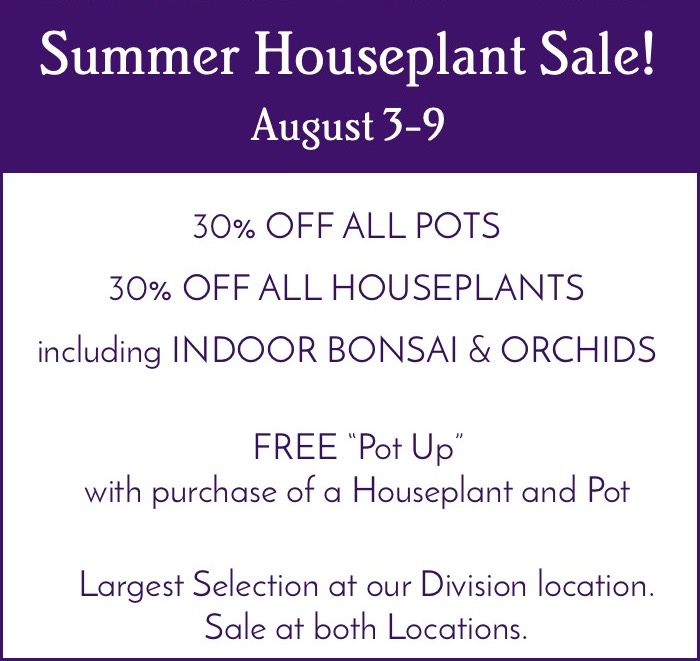 Summer Houseplant Sale!
August 3-9
30% OFF ALL POTS
30% OFF ALL HOUSEPLANTS
including INDOOR BONSAI & ORCHIDS
FREE “Pot Up”
with purchase of a Houseplant and Pot
Largest Selection at our Division location.
Sale at both Locations.